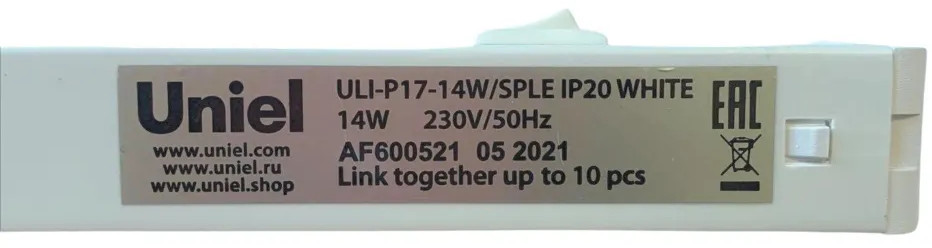 Uniel
www.uniel.com
www.uniel.ru
www.uniel.shop
ULI-P17-14W/SPLE IP20 WHITE
14W 230V/50Hz
AF600521 05 2021
Link together up to 10 pcs
EAC